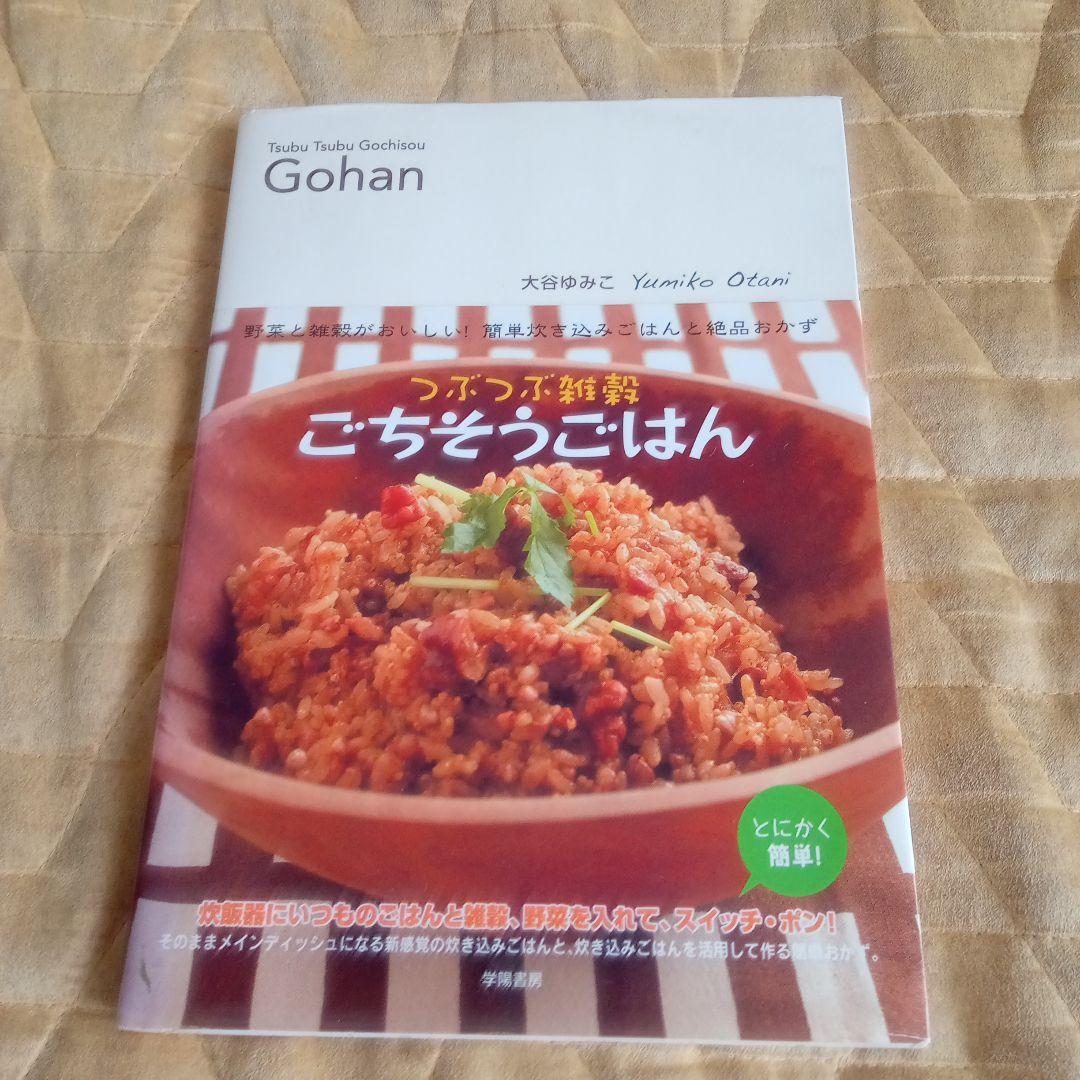 Tsubu Tsubu Gochisou
Gohan
大谷ゆみこ Yumiko Otani
野菜と雑穀がおいしい! 簡単炊き込みごはんと絶品おかず
つぶつぶ雑穀
ごちそうごはん
とにかく
簡単!
炊飯器にいつものごはんと雑穀、野菜を入れて、スイッチ・ポン!
そのままメインディッシュになる新感覚の炊き込みごはんと、炊き込みごはんを活用して作る簡単おかず。
学陽書房